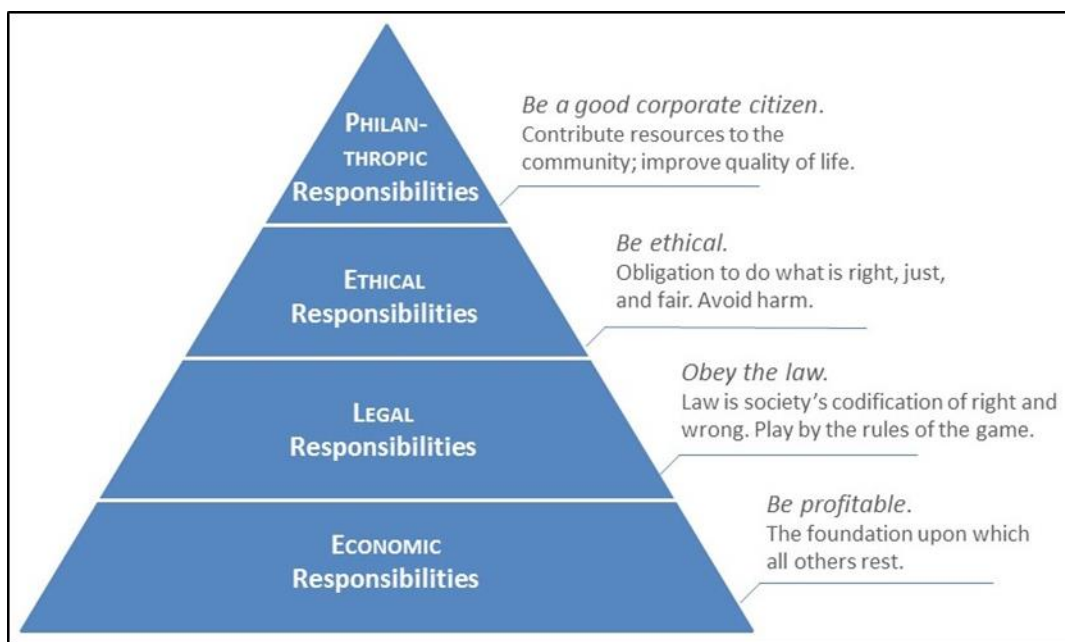 PHILAN-
THROPIC
Responsibilities
Be a good corporate citizen.
Contribute resources to the
community; improve quality of life.
ETHICAL
Responsibilities
Be ethical.
Obligation to do what is right, just,
and fair. Avoid harm.
LEGAL
Responsibilities
Obey the law.
Law is society’s codification of right and
wrong. Play by the rules of the game.
ECONOMIC
Responsibilities
Be profitable.
The foundation upon which
all others rest.